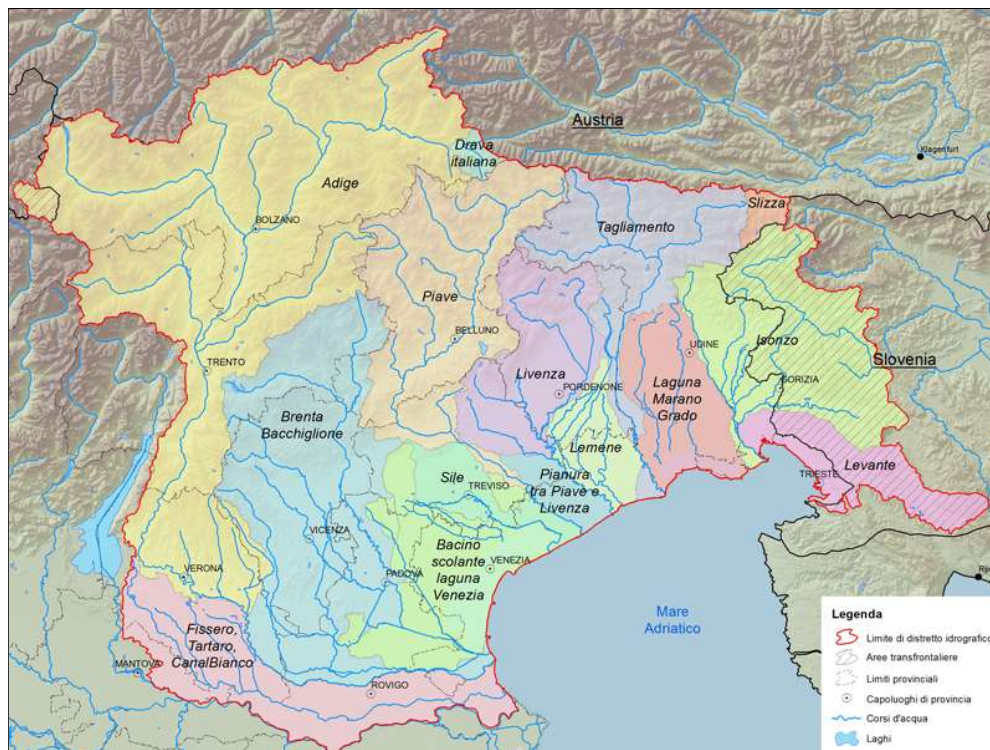 Austria
Klagenfurt
Drava
italiana
Adige
Slizza
Tagliamento
BOLZANO
Piave
BELLUNO
UDINE
Isonzo
Slovenia
TRENTO
Livenza
PORDENONE
Laguna
Marano
Grado
GORIZIA
Brenta
Bacchiglione
Lemene
Levante
TRIESTE
Sile
TREVISO
Pianura
tra Piave e
Livenza
VICENZA
Bacino
scolante
laguna
Venezia
VENEZIA
PADOVA
VERONA
Rij
Mare
Adriatico
Fissero,
Tartaro,
CanalBianco
MANTOVA
ROVIGO
Legenda
Limite di distretto idrografico
Aree transfrontaliere
Limiti provinciali
Capoluoghi di provincia
Corsi d'acqua
Laghi